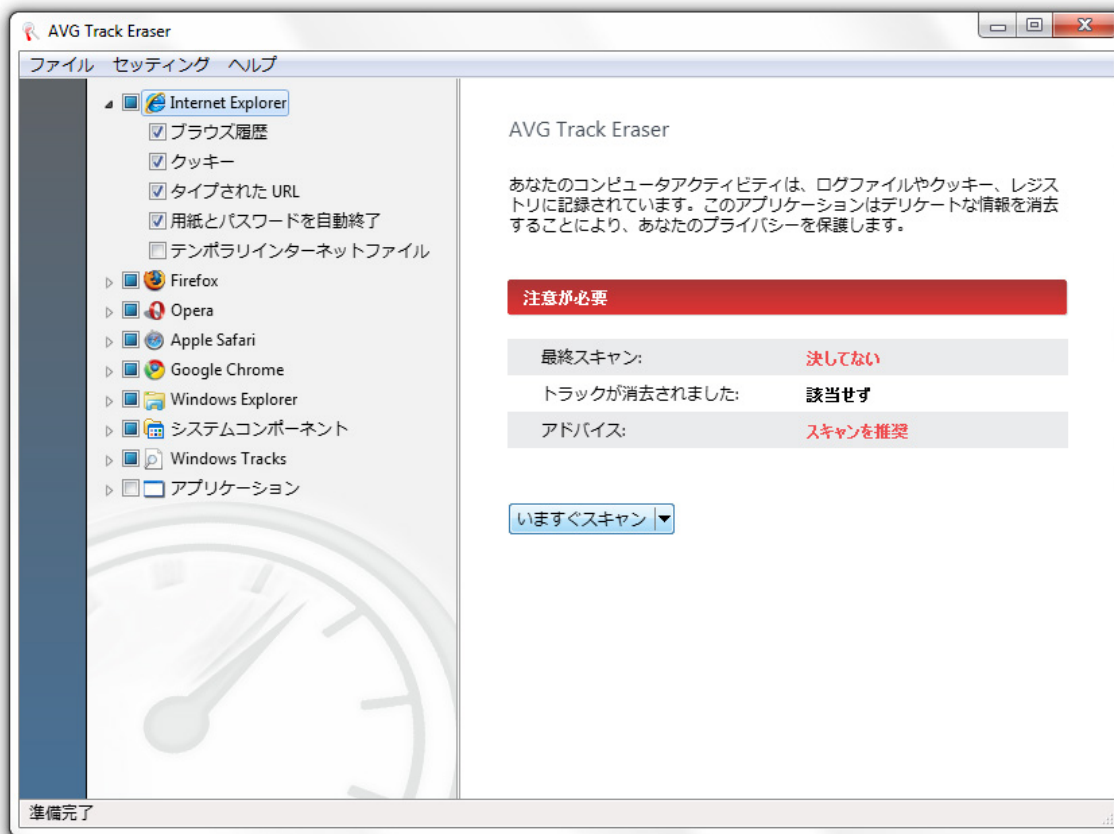 AVG Track Eraser
ファイル セッティング ヘルプ
Internet Explorer
ブラウズ履歴
クッキー
タイプされた URL
用紙とパスワードを自動終了
テンポラリインターネットファイル
Firefox
Opera
Apple Safari
Google Chrome
Windows Explorer
システムコンポーネント
Windows Tracks
アプリケーション
AVG Track Eraser
あなたのコンピュータアクティビティは、ログファイルやクッキー、レジス
トリに記録されています。このアプリケーションはデリケートな情報を消去
することにより、あなたのプライバシーを保護します。
注意が必要
最終スキャン: 決してない
トラックが消去されました: 該当せず
アドバイス: スキャンを推奨
いますぐスキャン
準備完了